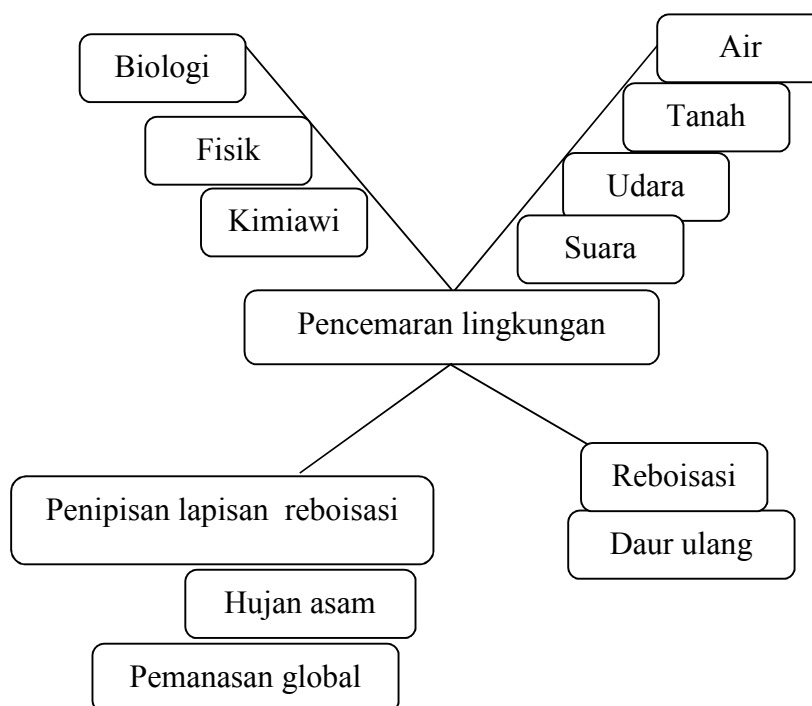 Biologi
Fisik
Kimiawi
Air
Tanah
Udara
Suara
Pencemaran lingkungan
Penipisan lapisan reboisasi
Hujan asam
Pemanasan global
Reboisasi
Daur ulang